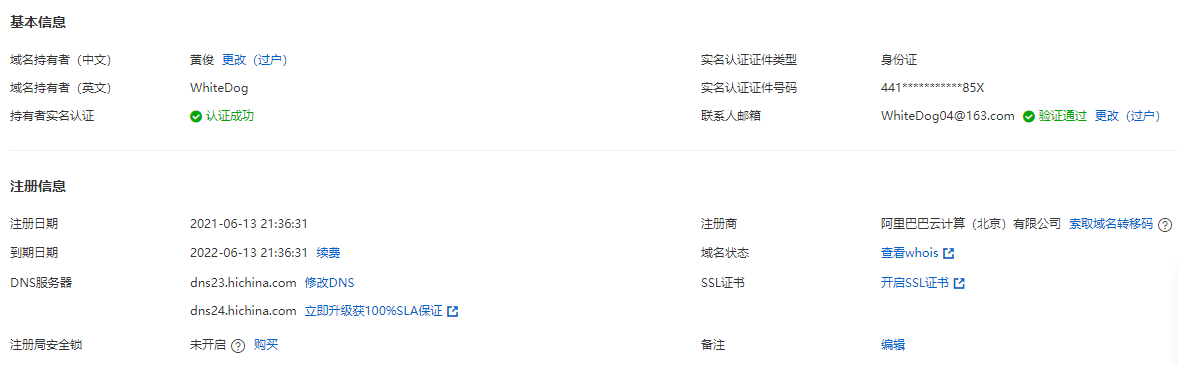 基本信息
域名持有者（中文） 黄俊 更改（过户） 实名认证证件类型 身份证
域名持有者（英文） WhiteDog 实名认证证件号码 441***********85X
持有者实名认证 认证成功 联系人邮箱 WhiteDog04@163.com 验证通过 更改（过户）
注册信息
注册日期 2021-06-13 21:36:31 注册商 阿里巴巴云计算（北京）有限公司 索取域名转移码
到期日期 2022-06-13 21:36:31 续费 域名状态 查看whois
DNS服务器 dns23.hichina.com 修改DNS SSL证书 开启SSL证书
dns24.hichina.com 立即升级获100%SLA保证
注册局安全锁 未开启 购买 备注 编辑